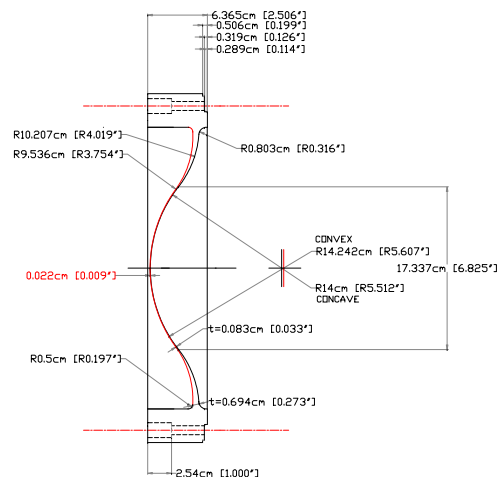 6.365cm [2.506"]
0.506cm [0.199"]
0.319cm [0.126"]
0.289cm [0.114"]
R10.207cm [R4.019"]
R0.803cm [R0.316"]
R9.536cm [R3.754"]
CONVEX
R14.242cm [R5.607"]
17.337cm [6.825"]
0.022cm [0.009"]
R14cm [R5.512"]
CONCAVE
t=0.083cm [0.033"]
R0.5cm [R0.197"]
t=0.694cm [0.273"]
2.54cm [1.000"]